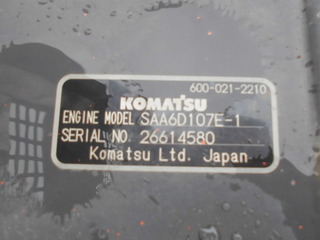 600-021-2210
KOMATSU
ENGINE MODEL SAA6D107E-1
SERIAL NO. 26614580
Komatsu Ltd. Japan